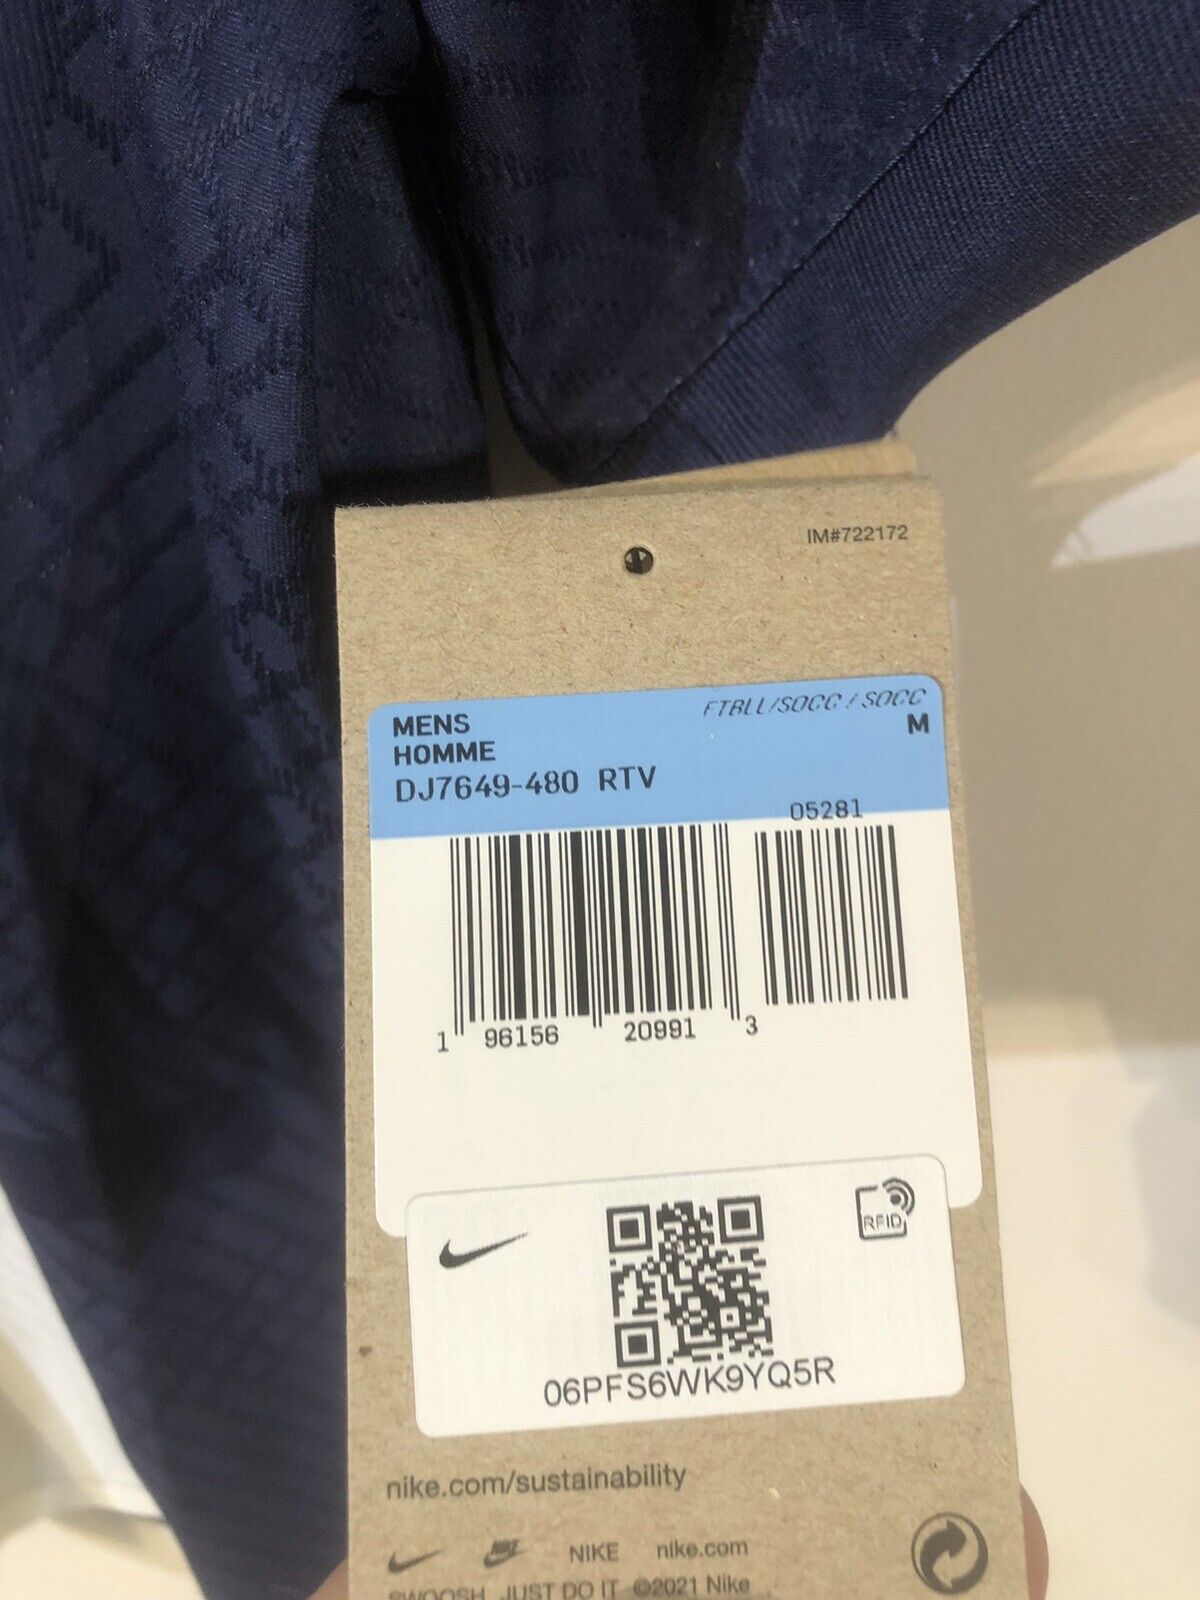 IM#722172
FTBLL/SOCC / SOCC
MENS M
HOMME
DJ7649-480 RTV
05281
1 96156 20991 3
RFID
06PFS6WK9YQ5R
nike.com/sustainability
NIKE nike.com
SWOOSH JUST DO IT ©2021 Nike